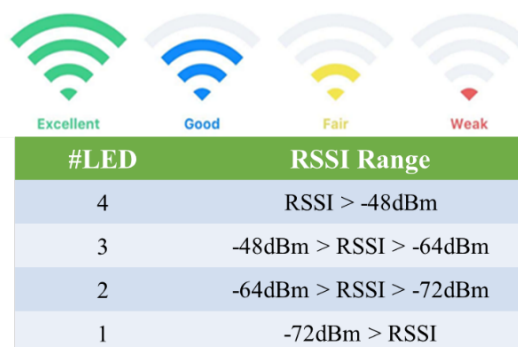 Excellent Good Fair Weak
#LED RSSI Range
4 RSSI > -48dBm
3 -48dBm > RSSI > -64dBm
2 -64dBm > RSSI > -72dBm
1 -72dBm > RSSI